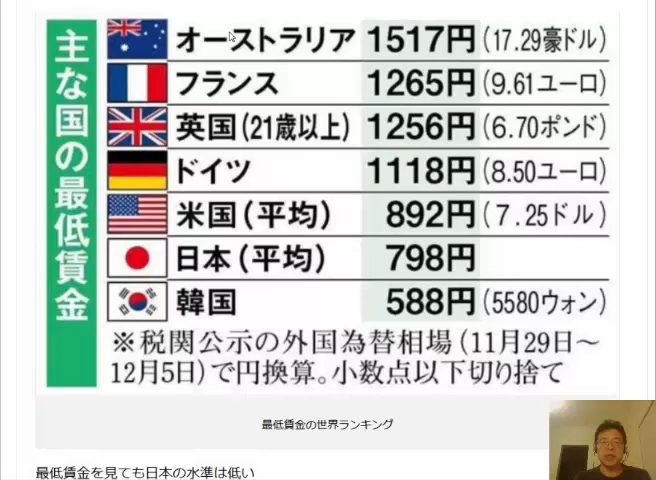 主な国の最低賃金
オーストラリア 1517円 (17.29豪ドル)
フランス 1265円 (9.61ユーロ)
英国(21歳以上) 1256円 (6.70ポンド)
ドイツ 1118円 (8.50ユーロ)
米国(平均) 892円 (7.25ドル)
日本(平均) 798円
韓国 588円 (5580ウォン)
※税関公示の外国為替相場(11月29日〜
12月5日)で円換算。小数点以下切り捨て
最低賃金の世界ランキング
最低賃金を見ても日本の水準は低い